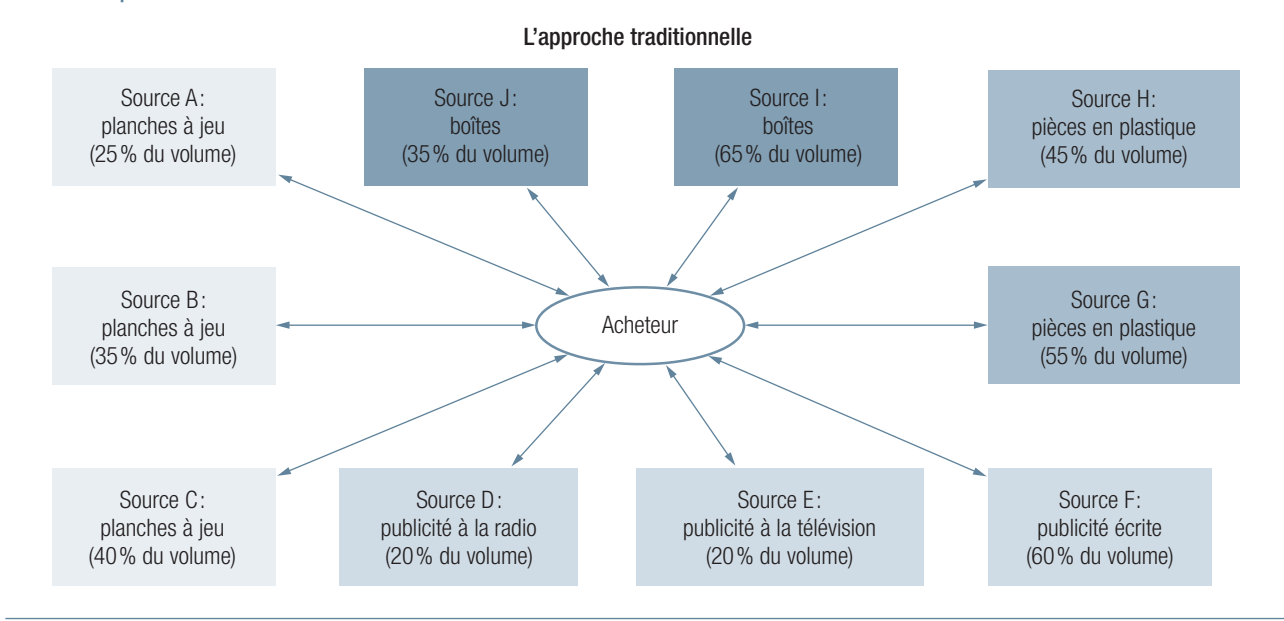 L'approche traditionnelle
Source A :
planches à jeu
(25 % du volume)
Source J :
boîtes
(35 % du volume)
Source I :
boîtes
(65 % du volume)
Source H :
pièces en plastique
(45 % du volume)
Source B :
planches à jeu
(35 % du volume)
Acheteur
Source G :
pièces en plastique
(55 % du volume)
Source C :
planches à jeu
(40 % du volume)
Source D :
publicité à la radio
(20 % du volume)
Source E :
publicité à la télévision
(20 % du volume)
Source F :
publicité écrite
(60 % du volume)